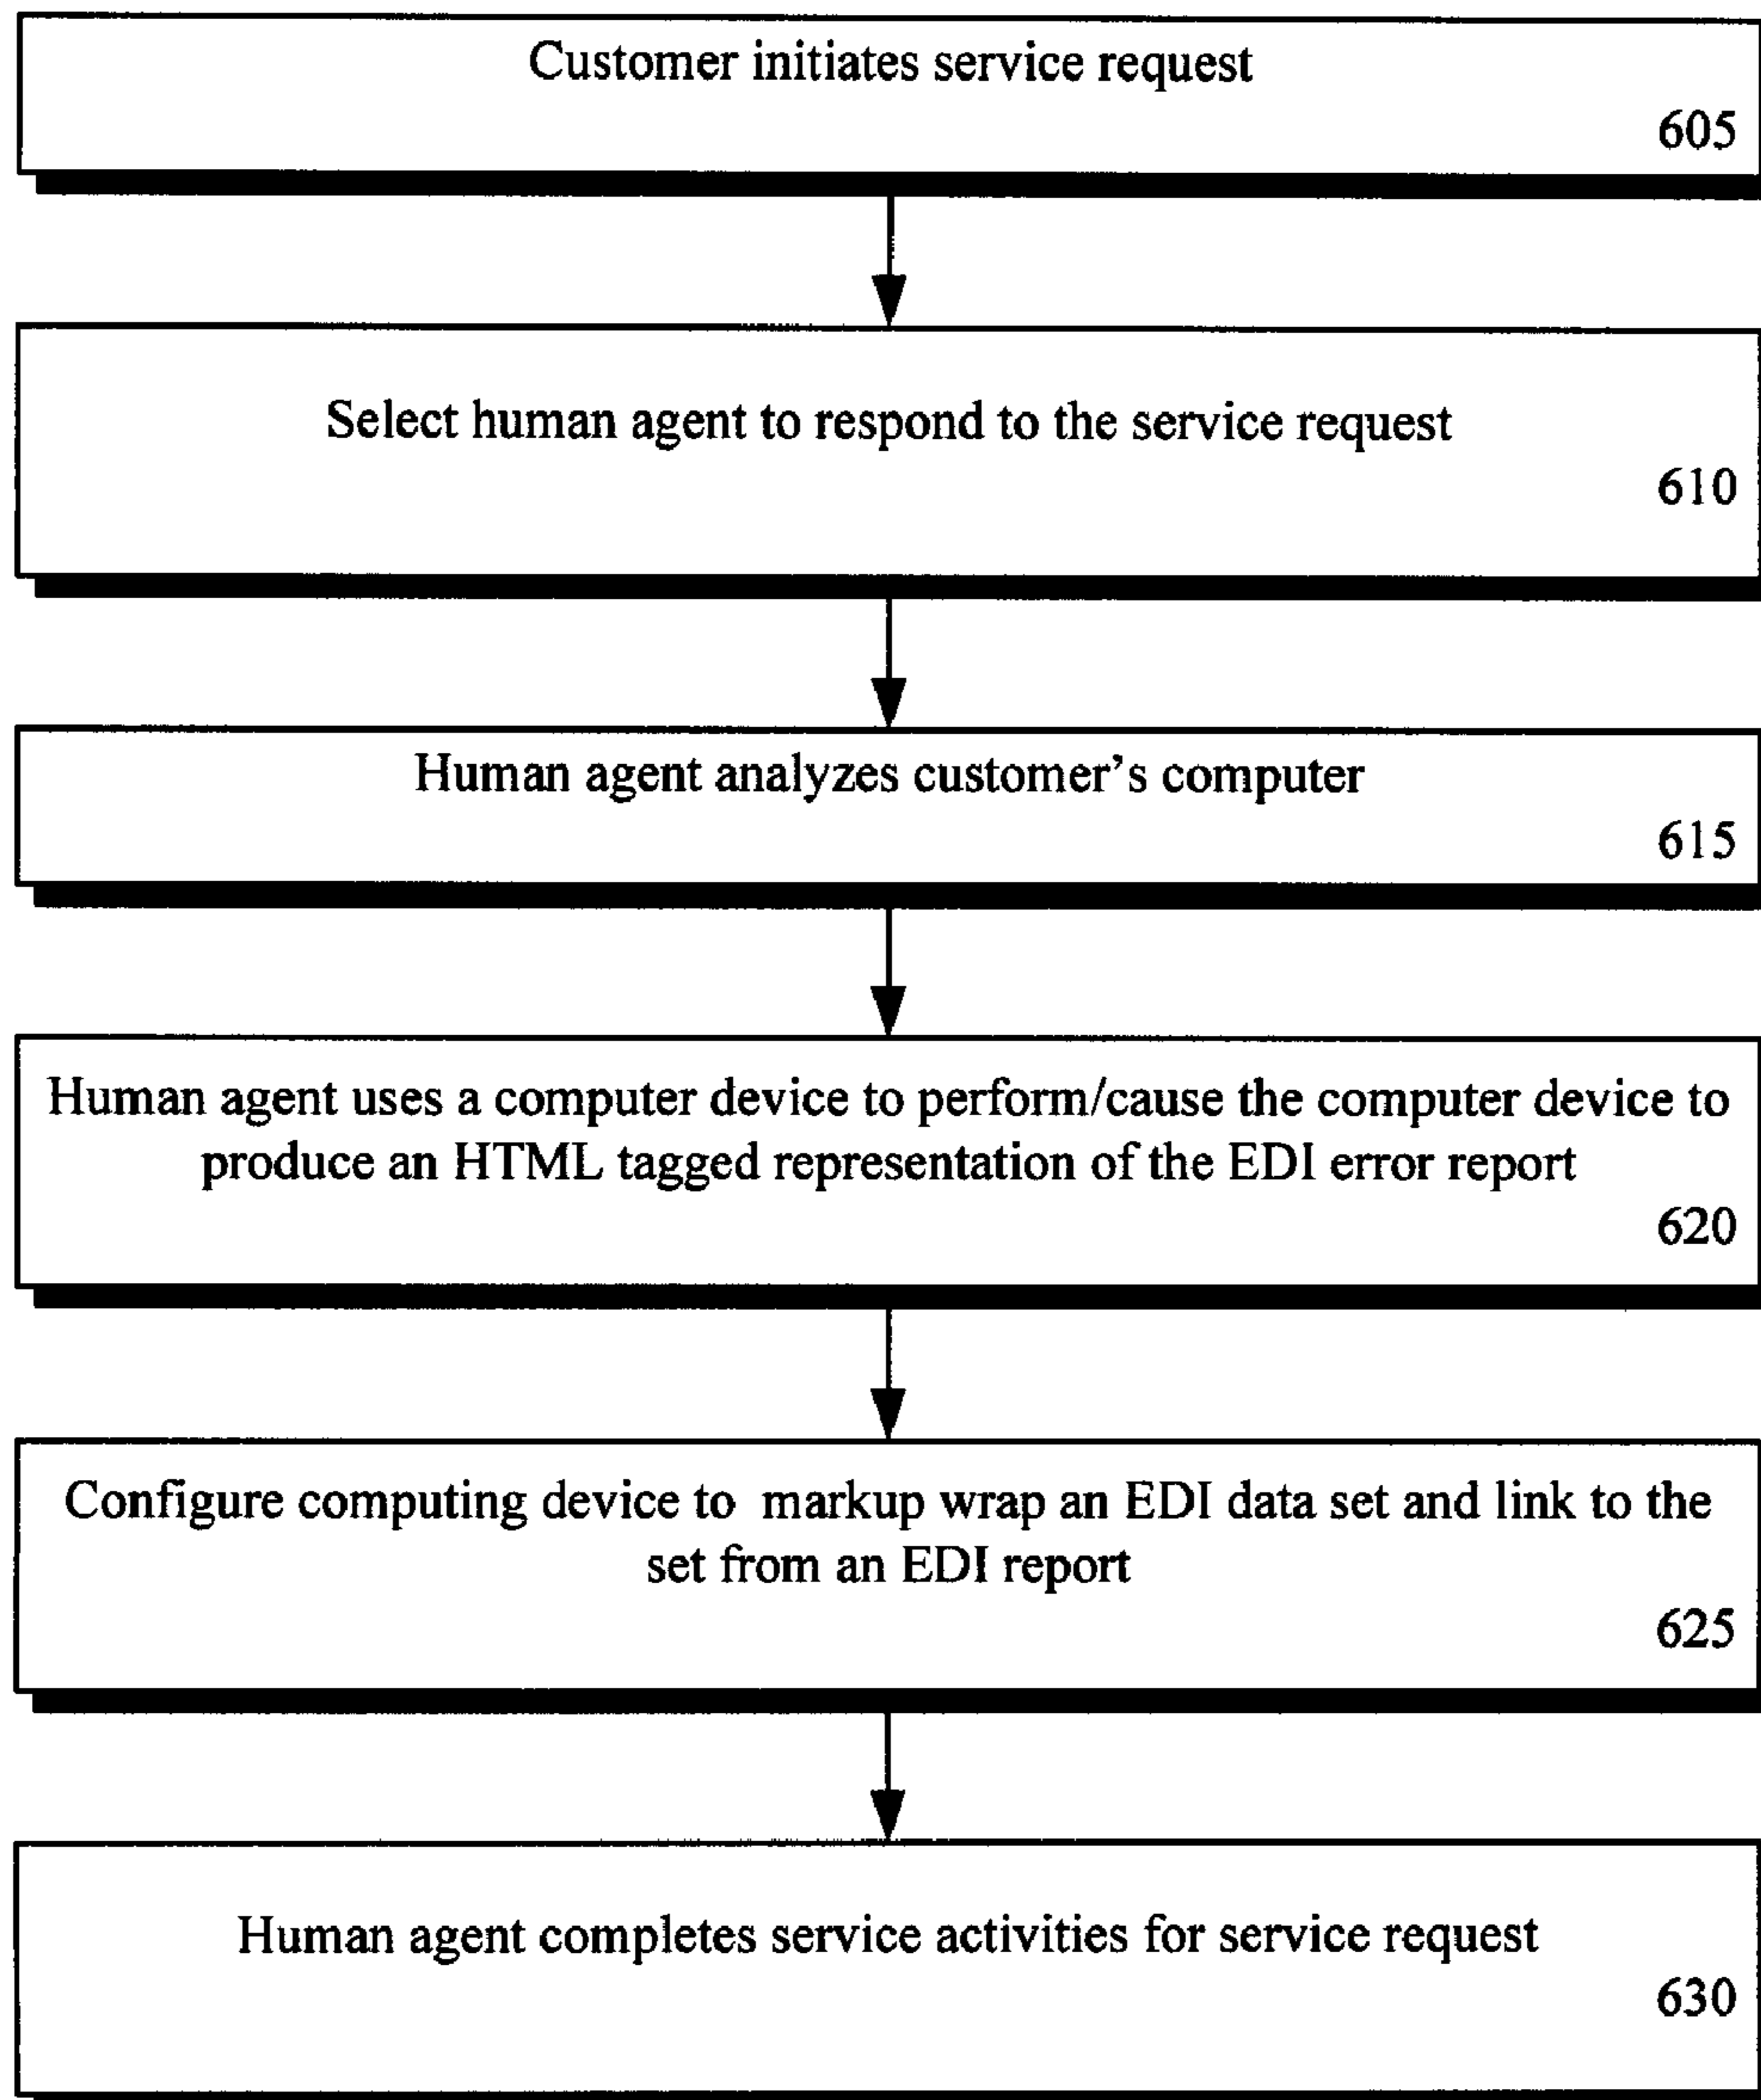 Customer initiates service request
605
Select human agent to respond to the service request
610
Human agent analyzes customer’s computer
615
Human agent uses a computer device to perform/cause the computer device to
produce an HTML tagged representation of the EDI error report
620
Configure computing device to markup wrap an EDI data set and link to the
set from an EDI report
625
Human agent completes service activities for service request
630